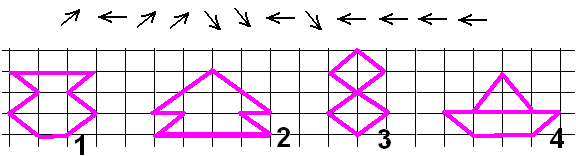 ↗ ← ↗ ↗ ↘ ↘ ← ↘ ← ← ← ←
1 2 3 4